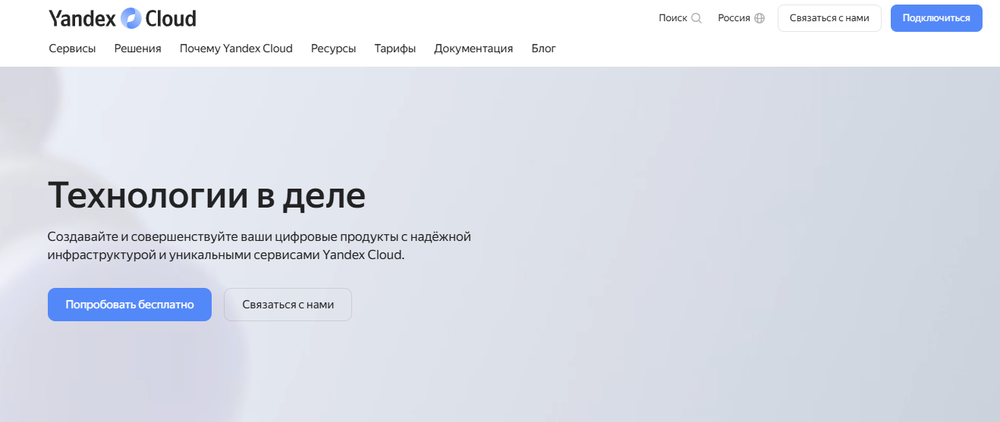 Yandex Cloud
Поиск
Россия
Связаться с нами
Подключиться
Сервисы
Решения
Почему Yandex Cloud
Ресурсы
Тарифы
Документация
Блог
Технологии в деле
Создавайте и совершенствуйте ваши цифровые продукты с надёжной
инфраструктурой и уникальными сервисами Yandex Cloud.
Попробовать бесплатно
Связаться с нами